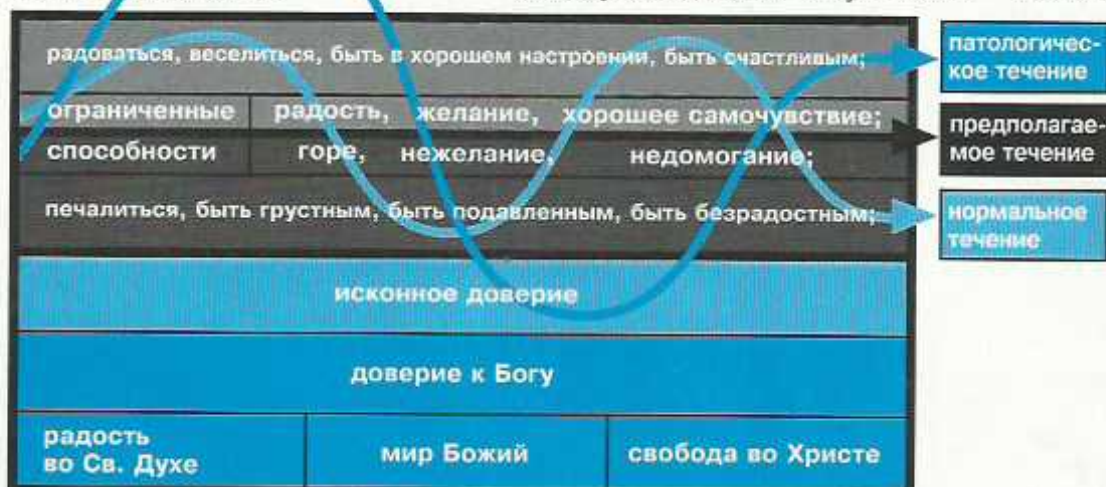 радоваться, веселиться, быть в хорошем настроении, быть счастливым;
ограниченные радость, желание, хорошее самочувствие;
способности горе, нежелание, недомогание;
печалиться, быть грустным, быть подавленным, быть безрадостным;
исконное доверие
доверие к Богу
радость
во Св. Духе
мир Божий
свобода во Христе
патологичес-
кое течение
предполагае-
мое течение
нормальное
течение